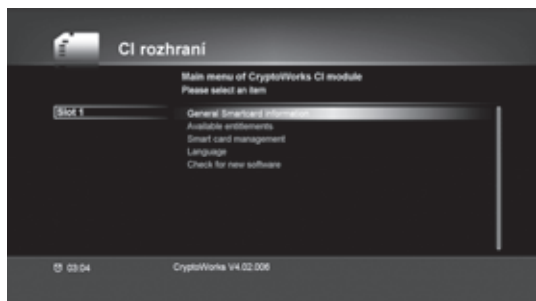 CI rozhraní
Main menu of CryptoWorks CI module
Please select an item
Slot 1
General Smartcard information
Available entitlements
Smart card management
Language
Check for new software
03:04
CryptoWorks V4.02.006